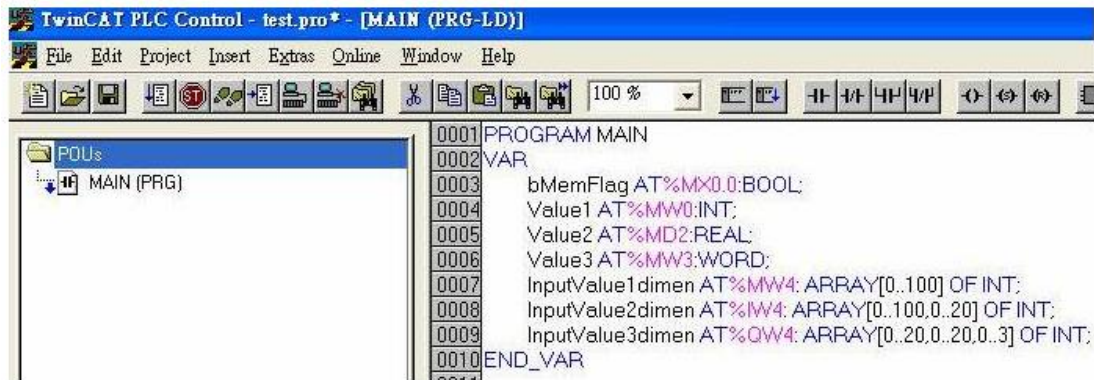 TwinCAT PLC Control - test.pro* - [MAIN (PRG-LD)]
File Edit Project Insert Extras Online Window Help
100 %
POUs
MAIN (PRG)
0001 PROGRAM MAIN
0002 VAR
0003 bMemFlag AT%MX0.0:BOOL;
0004 Value1 AT%MW0:INT;
0005 Value2 AT%MD2:REAL;
0006 Value3 AT%MW3:WORD;
0007 InputValue1dimen AT%MW4: ARRAY[0..100] OF INT;
0008 InputValue2dimen AT%IW4: ARRAY[0..100,0..20] OF INT;
0009 InputValue3dimen AT%QW4: ARRAY[0..20,0..20,0..3] OF INT;
0010 END_VAR